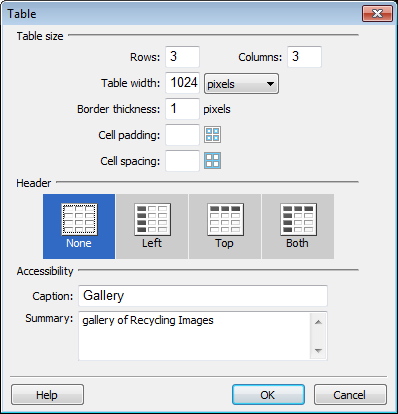 Table
Table size
Rows: 3 Columns: 3
Table width: 1024 pixels
Border thickness: 1 pixels
Cell padding:
Cell spacing:
Header
None Left Top Both
Accessibility
Caption: Gallery
Summary: gallery of Recycling Images
Help OK Cancel